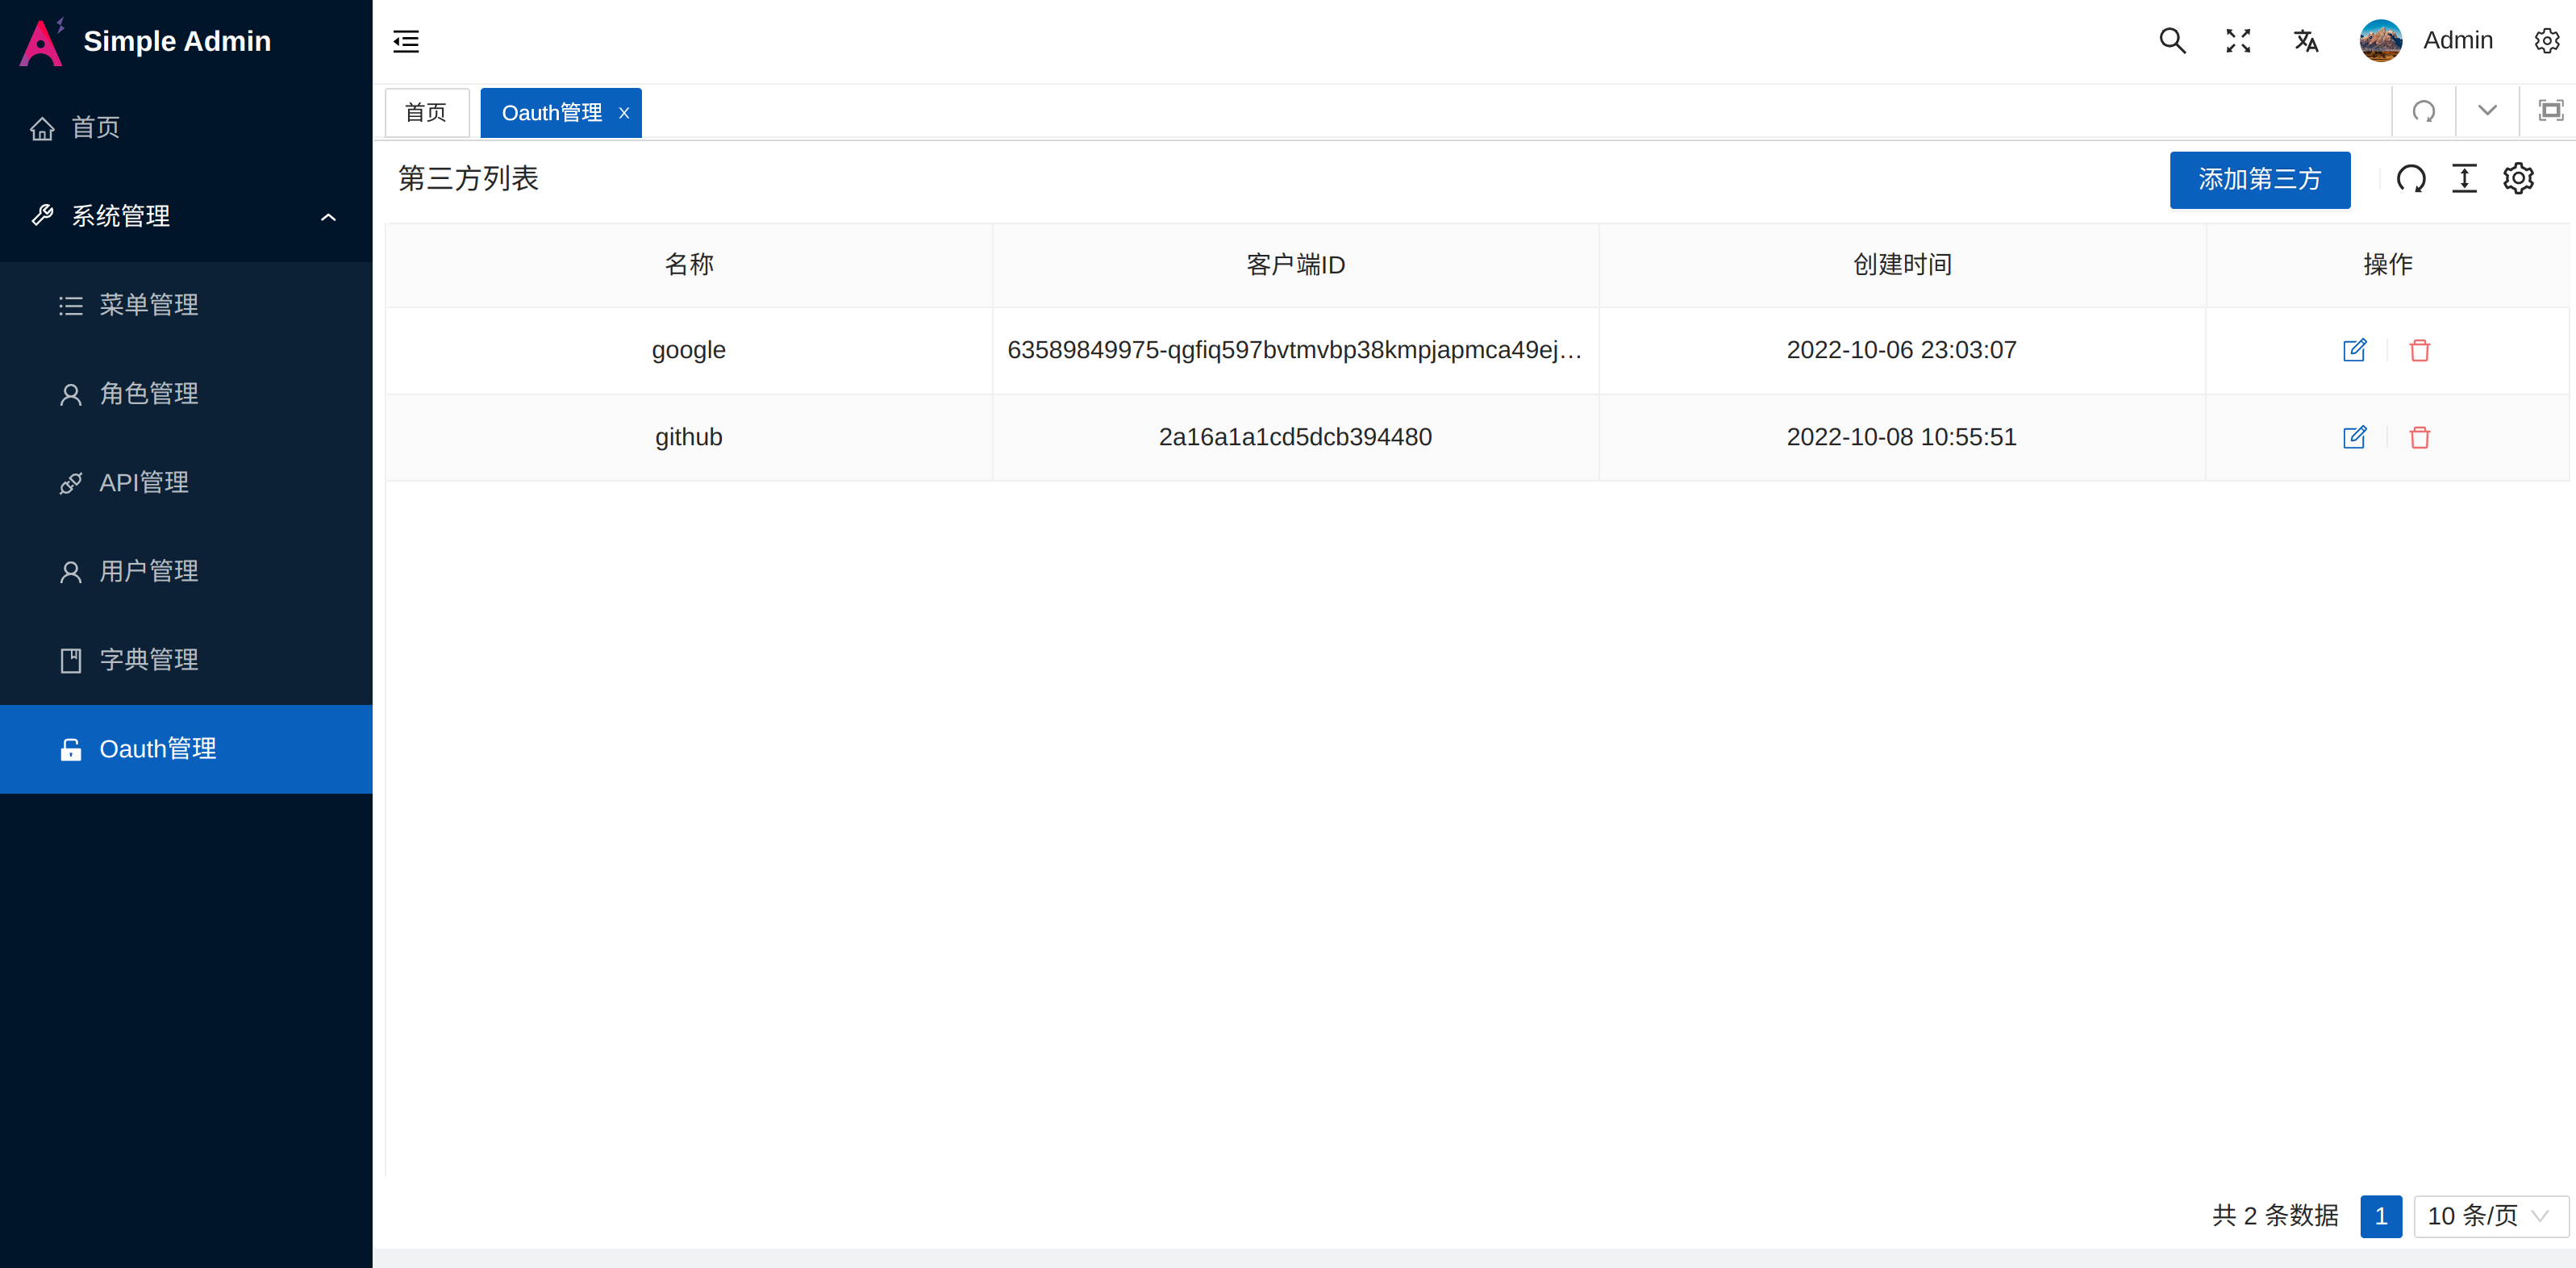 Simple Admin
首页
系统管理
菜单管理
角色管理
API管理
用户管理
字典管理
Oauth管理
Admin
首页
Oauth管理
第三方列表
添加第三方
名称 客户端ID 创建时间 操作
google 63589849975-qgfiq597bvtmvbp38kmpjapmca49ej… 2022-10-06 23:03:07
github 2a16a1a1cd5dcb394480 2022-10-08 10:55:51
共 2 条数据 1 10 条/页